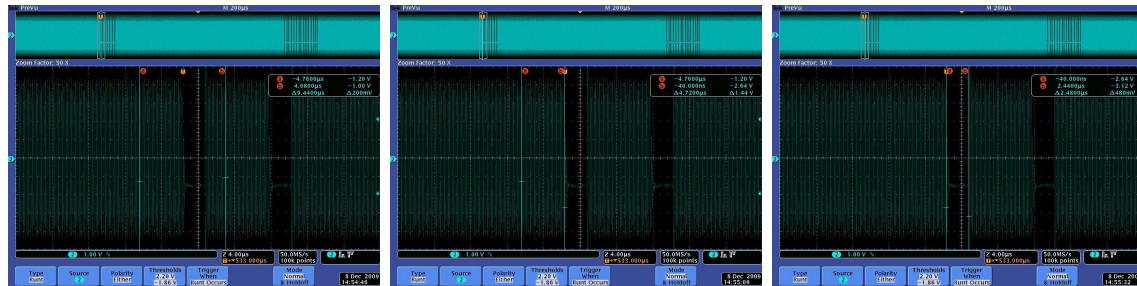 PreVu
M 200µs
Zoom Factor: 50 X
a -4.7600µs -1.20 V
b 4.6800µs -1.00 V
Δ9.4400µs Δ200mV
2 1.00 V
Z 4.00µs
50.0MS/s
100k points
Type
Runt
Source
2
Polarity
Either
Thresholds
2.20 V
-1.86 V
Trigger
When
Runt Occurs
Mode
Normal
& Holdoff
8 Dec 2009
14:54:46
PreVu
M 200µs
Zoom Factor: 50 X
a -4.7600µs -1.20 V
b -40.000ns -2.64 V
Δ4.7200µs Δ1.44 V
2 1.00 V
Z 4.00µs
50.0MS/s
100k points
Type
Runt
Source
2
Polarity
Either
Thresholds
2.20 V
-1.86 V
Trigger
When
Runt Occurs
Mode
Normal
& Holdoff
8 Dec 2009
PreVu
M 200µs
Zoom Factor: 50 X
a -40.000ns -2.64 V
b 2.4400µs -3.12 V
Δ2.4800µs Δ480mV
2 1.00 V
Z 4.00µs
50.0MS/s
100k points
Type
Runt
Source
2
Polarity
Either
Thresholds
2.20 V
-1.86 V
Trigger
When
Runt Occurs
Mode
Normal
& Holdoff
8 Dec 2009
14:55:32